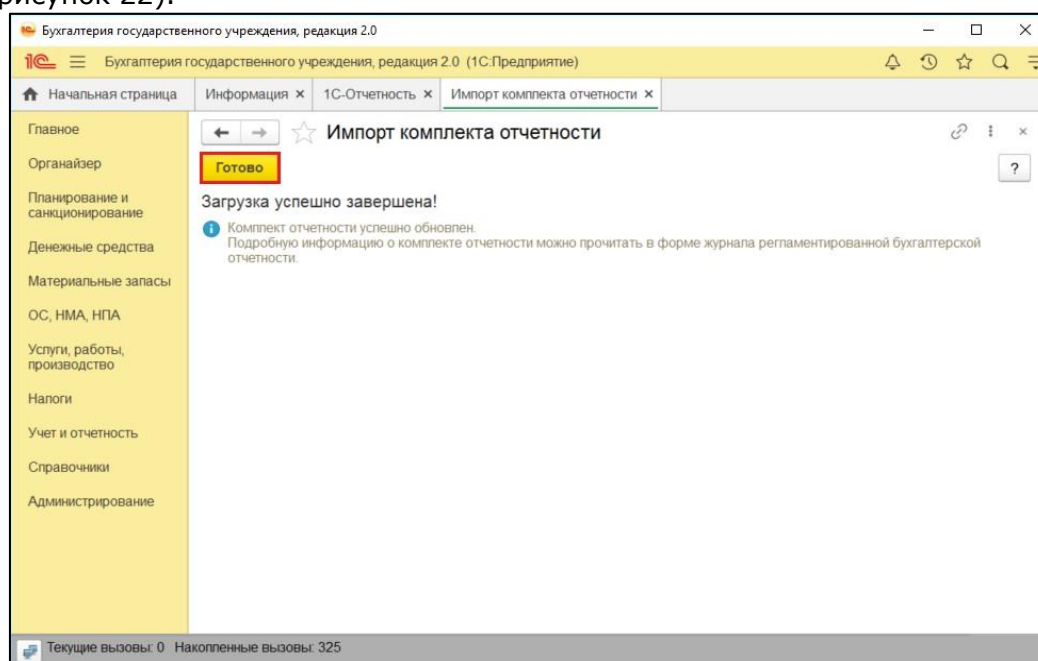 рисунок 22).
Бухгалтерия государственного учреждения, редакция 2.0
1С Бухгалтерия государственного учреждения, редакция 2.0 (1С:Предприятие)
Начальная страница Информация × 1С-Отчетность × Импорт комплекта отчетности ×
Главное
Органайзер
Планирование и
санкционирование
Денежные средства
Материальные запасы
ОС, НМА, НПА
Услуги, работы,
производство
Налоги
Учет и отчетность
Справочники
Администрирование
Импорт комплекта отчетности
Готово ?
Загрузка успешно завершена!
Комплект отчетности успешно обновлен.
Подробную информацию о комплекте отчетности можно прочитать в форме журнала регламентированной бухгалтерской
отчетности.
Текущие вызовы: 0 Накопленные вызовы: 325